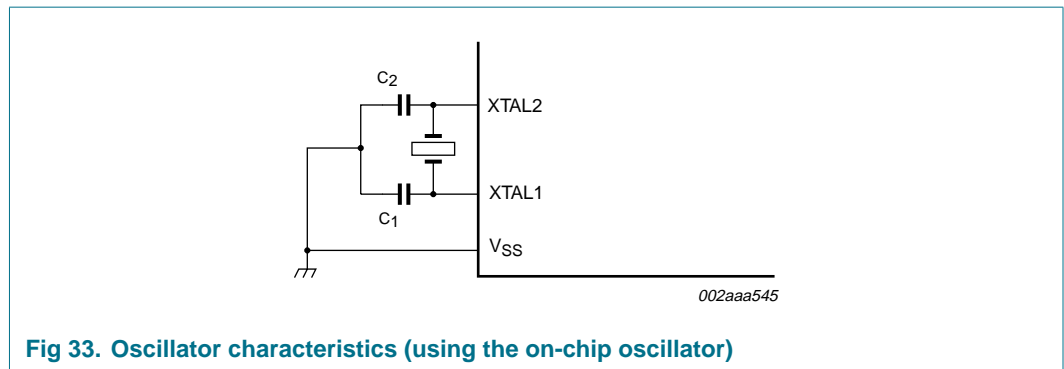 C2
XTAL2
XTAL1
C1
VSS
002aaa545
Fig 33. Oscillator characteristics (using the on-chip oscillator)